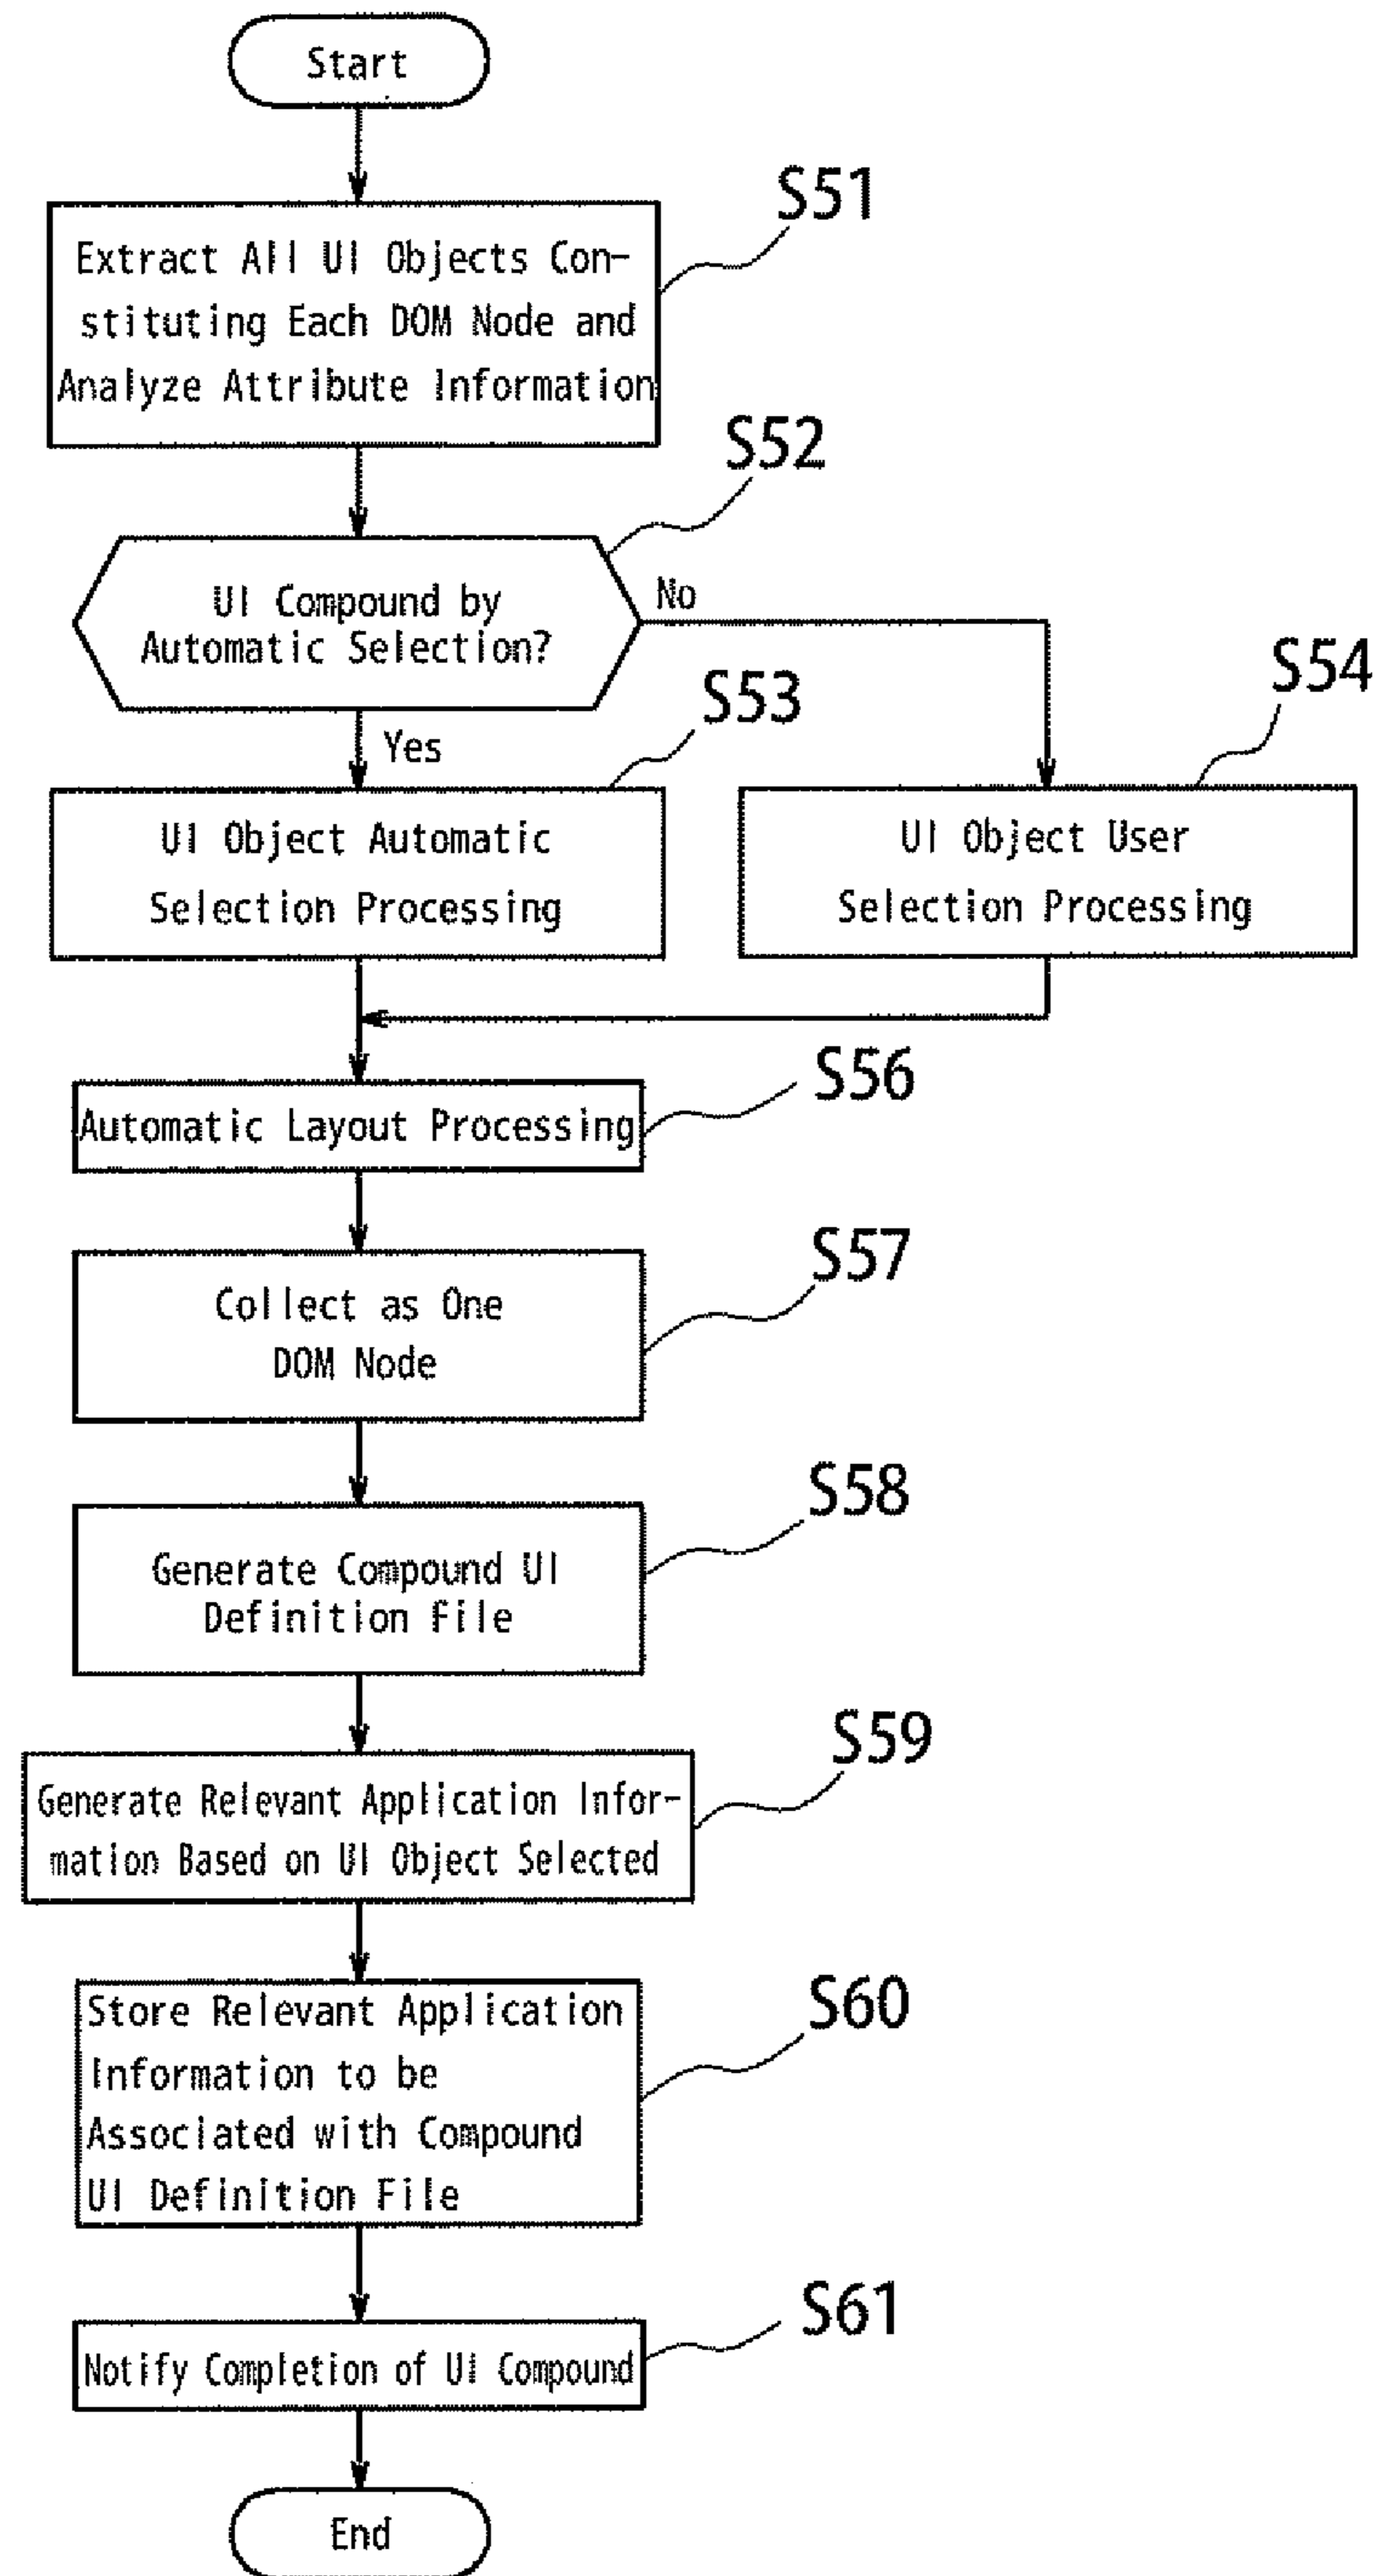 Start
S51
Extract All UI Objects Con-
stituting Each DOM Node and
Analyze Attribute Information
S52
UI Compound by
Automatic Selection?
No
Yes
S53
S54
UI Object Automatic
Selection Processing
UI Object User
Selection Processing
S56
Automatic Layout Processing
S57
Collect as One
DOM Node
S58
Generate Compound UI
Definition File
S59
Generate Relevant Application Infor-
mation Based on UI Object Selected
S60
Store Relevant Application
Information to be
Associated with Compound
UI Definition File
S61
Notify Completion of UI Compound
End